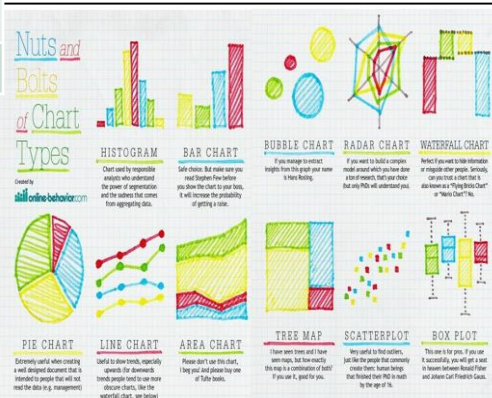 Nuts and
Bolts
of Chart
Types
Created by
online-behavior.com
HISTOGRAM
Chart used by responsible
analysts who understand
the power of segmentation
and the sadness that comes
from aggregating data.
BAR CHART
Safe choice. But make sure you
read Stephen Few before
you show the chart to your boss,
it will increase the probability
of getting a raise.
BUBBLE CHART
If you manage to extract
insights from this graph your name
is Hans Rosling.
RADAR CHART
If you want to build a complex
model around which you have done
a ton of research, that's your choice
(but only PhDs will understand you).
WATERFALL CHART
Perfect if you want to hide information
or misguide other people. Seriously,
can you trust a chart that is
also known as a "Flying Bricks Chart"
or "Mario Chart"? No.
PIE CHART
Extremely useful when creating
a well designed document that is
intended to people that will not
read the data (e.g. management)
LINE CHART
Useful to show trends, especially
upwards (for downwards
trends people tend to use more
obscure charts, like the
waterfall chart, see below)
AREA CHART
Please don't use this chart,
I beg you! And please buy one
of Tufte books.
TREE MAP
I have seen trees and I have
seen maps, but how exactly
this map is a combination of both?
If you use it, good for you.
SCATTERPLOT
Very useful to find outliers,
just like the people that commonly
create them: human beings
that finished their PhD in math
by the age of 16.
BOX PLOT
This one is for pros. If you use
it successfully, you will get a seat
in heaven between Ronald Fisher
and Johann Carl Friedrich Gauss.